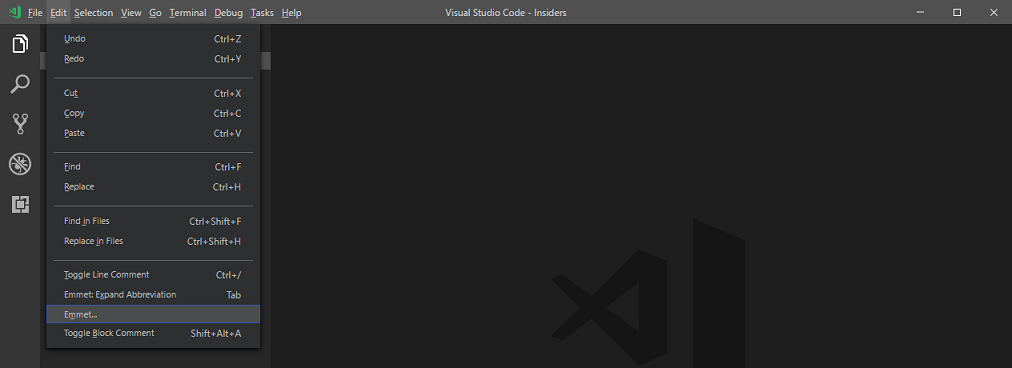 File Edit Selection View Go Terminal Debug Tasks Help Visual Studio Code - Insiders
Undo Ctrl+Z
Redo Ctrl+Y
Cut Ctrl+X
Copy Ctrl+C
Paste Ctrl+V
Find Ctrl+F
Replace Ctrl+H
Find in Files Ctrl+Shift+F
Replace in Files Ctrl+Shift+H
Toggle Line Comment Ctrl+/
Emmet: Expand Abbreviation Tab
Emmet...
Toggle Block Comment Shift+Alt+A